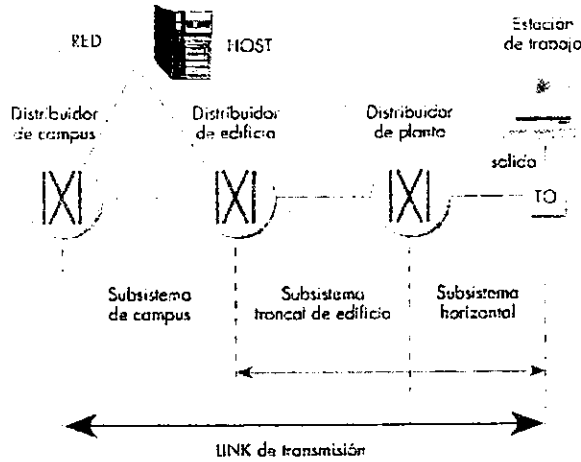 RED
HOST
Estación
de trabajo
Distribuidor
de campus
Distribuidor
de edificio
Distribuidor
de planta
salida
TO
Subsistema
de campus
Subsistema
troncal de edificio
Subsistema
horizontal
LINK de transmisión